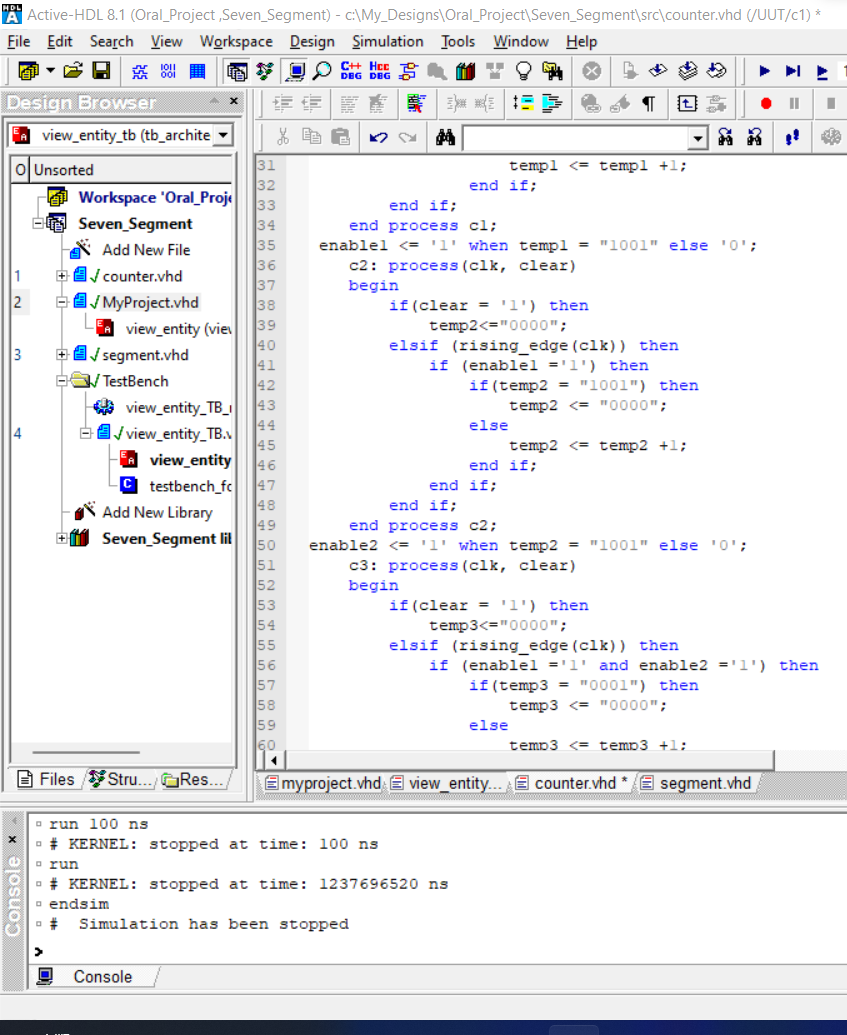 Active-HDL 8.1 (Oral_Project ,Seven_Segment) - c:\My_Designs\Oral_Project\Seven_Segment\src\counter.vhd (/UUT/c1) *
File Edit Search View Workspace Design Simulation Tools Window Help
C++ DBG HCC DBG
Design Browser
view_entity_tb (tb_archite
O Unsorted
Workspace 'Oral_Proje
Seven_Segment
Add New File
1 counter.vhd
2 MyProject.vhd
view_entity (viev
3 segment.vhd
TestBench
view_entity_TB_
4 view_entity_TB.v
view_entity
testbench_fo
Add New Library
Seven_Segment lil
Files Stru... Res...
31 temp1 <= temp1 +1;
32 end if;
33 end if;
34 end process c1;
35 enable1 <= '1' when temp1 = "1001" else '0';
36 c2: process(clk, clear)
37 begin
38 if(clear = '1') then
39 temp2<="0000";
40 elsif (rising_edge(clk)) then
41 if (enable1 ='1') then
42 if(temp2 = "1001") then
43 temp2 <= "0000";
44 else
45 temp2 <= temp2 +1;
46 end if;
47 end if;
48 end if;
49 end process c2;
50 enable2 <= '1' when temp2 = "1001" else '0';
51 c3: process(clk, clear)
52 begin
53 if(clear = '1') then
54 temp3<="0000";
55 elsif (rising_edge(clk)) then
56 if (enable1 ='1' and enable2 ='1') then
57 if(temp3 = "0001") then
58 temp3 <= "0000";
59 else
60 temp3 <= temp3 +1;
myproject.vhd view_entity... counter.vhd * segment.vhd
run 100 ns
# KERNEL: stopped at time: 100 ns
run
# KERNEL: stopped at time: 1237696520 ns
endsim
# Simulation has been stopped
>
Console
Console